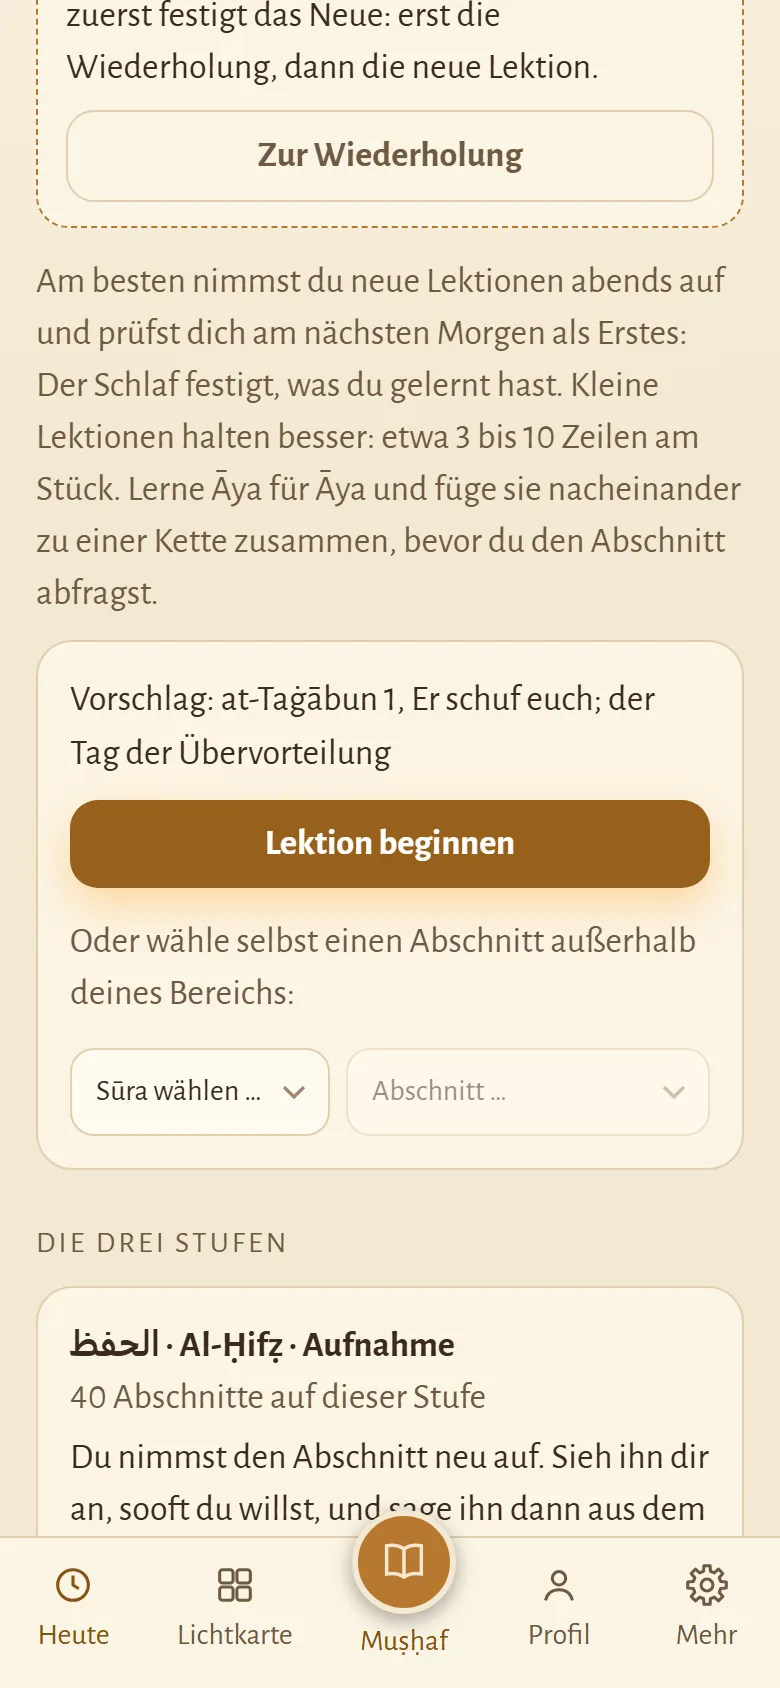 zuerst festigt das Neue: erst die
Wiederholung, dann die neue Lektion.
Zur Wiederholung
Am besten nimmst du neue Lektionen abends auf
und prüfst dich am nächsten Morgen als Erstes:
Der Schlaf festigt, was du gelernt hast. Kleine
Lektionen halten besser: etwa 3 bis 10 Zeilen am
Stück. Lerne Āya für Āya und füge sie nacheinander
zu einer Kette zusammen, bevor du den Abschnitt
abfragst.
Vorschlag: at-Taġābun 1, Er schuf euch; der
Tag der Übervorteilung
Lektion beginnen
Oder wähle selbst einen Abschnitt außerhalb
deines Bereichs:
Sūra wählen …
Abschnitt …
DIE DREI STUFEN
الحفظ · Al-Ḥifẓ · Aufnahme
40 Abschnitte auf dieser Stufe
Du nimmst den Abschnitt neu auf. Sieh ihn dir
an, sooft du willst, und sage ihn dann aus dem
Heute
Lichtkarte
Muṣḥaf
Profil
Mehr